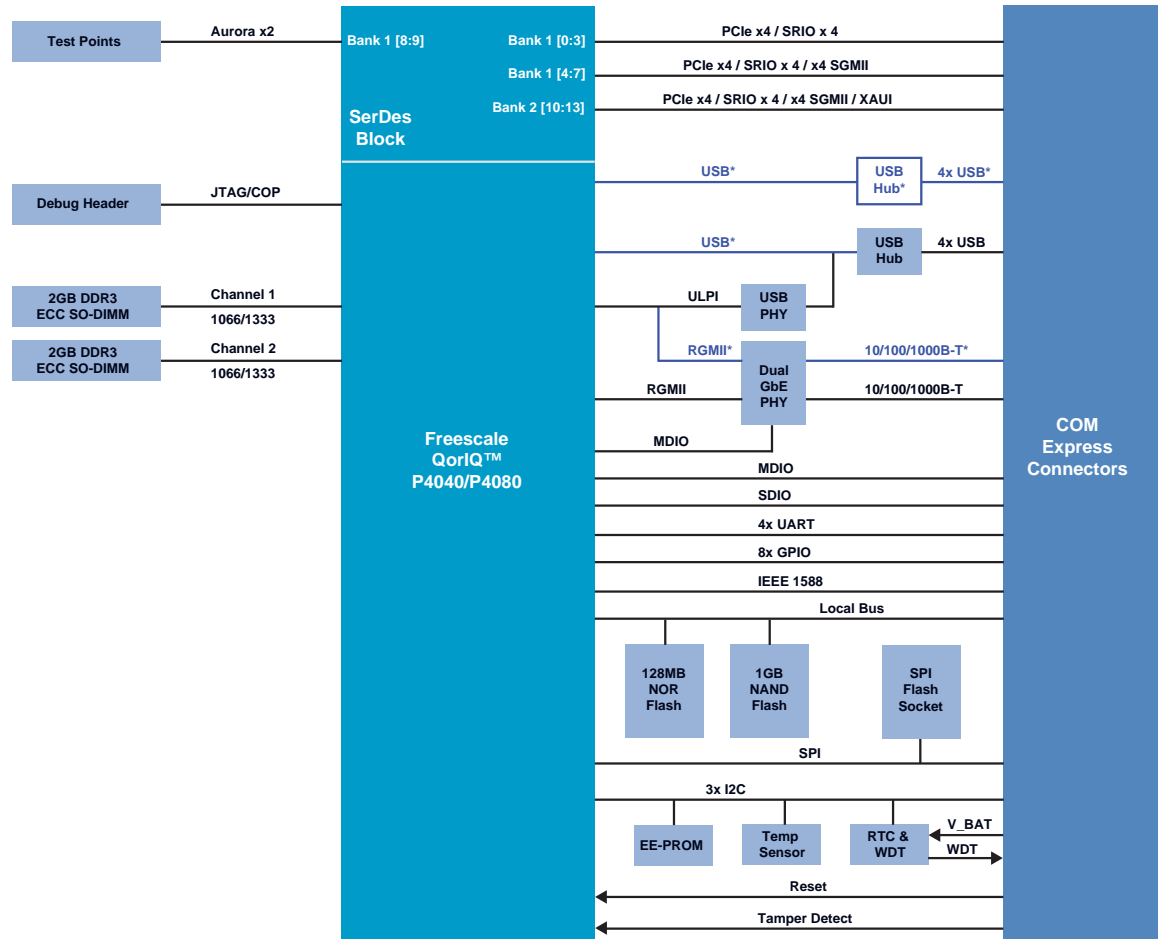 Test Points
Aurora x2
Bank 1 [8:9]
Bank 1 [0:3]
PCIe x4 / SRIO x 4
Bank 1 [4:7]
PCIe x4 / SRIO x 4 / x4 SGMII
Bank 2 [10:13]
PCIe x4 / SRIO x 4 / x4 SGMII / XAUI
SerDes
Block
USB*
USB
Hub*
4x USB*
Debug Header
JTAG/COP
USB*
USB
Hub
4x USB
2GB DDR3
ECC SO-DIMM
Channel 1
1066/1333
ULPI
USB
PHY
2GB DDR3
ECC SO-DIMM
Channel 2
1066/1333
RGMII*
10/100/1000B-T*
Dual
GbE
PHY
RGMII
10/100/1000B-T
MDIO
Freescale
QorIQ™
P4040/P4080
COM
Express
Connectors
MDIO
SDIO
4x UART
8x GPIO
IEEE 1588
Local Bus
128MB
NOR
Flash
1GB
NAND
Flash
SPI
Flash
Socket
SPI
3x I2C
EE-PROM
Temp
Sensor
RTC &
WDT
V_BAT
WDT
Reset
Tamper Detect